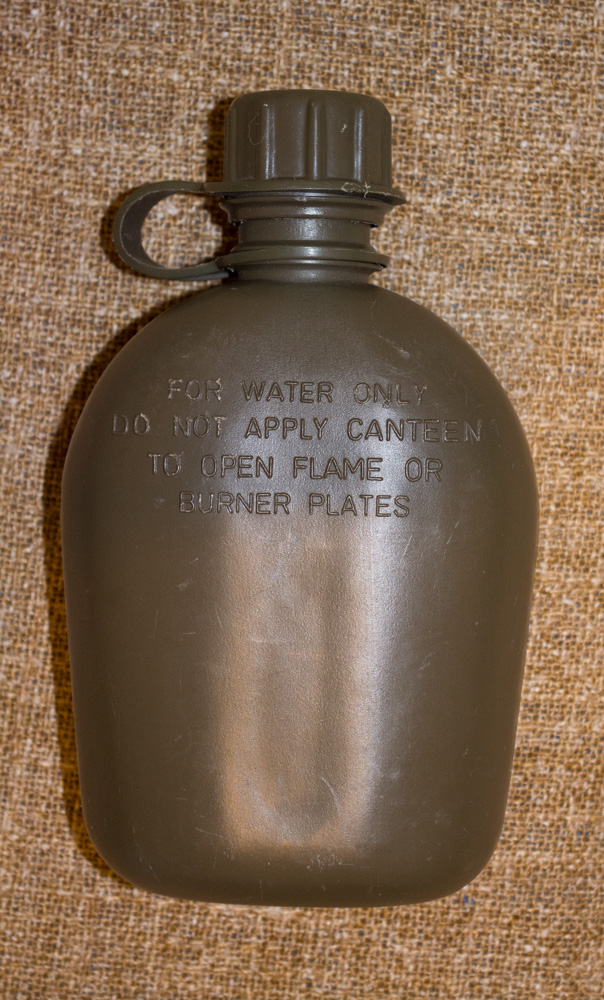 FOR WATER ONLY
DO NOT APPLY CANTEEN
TO OPEN FLAME OR
BURNER PLATES